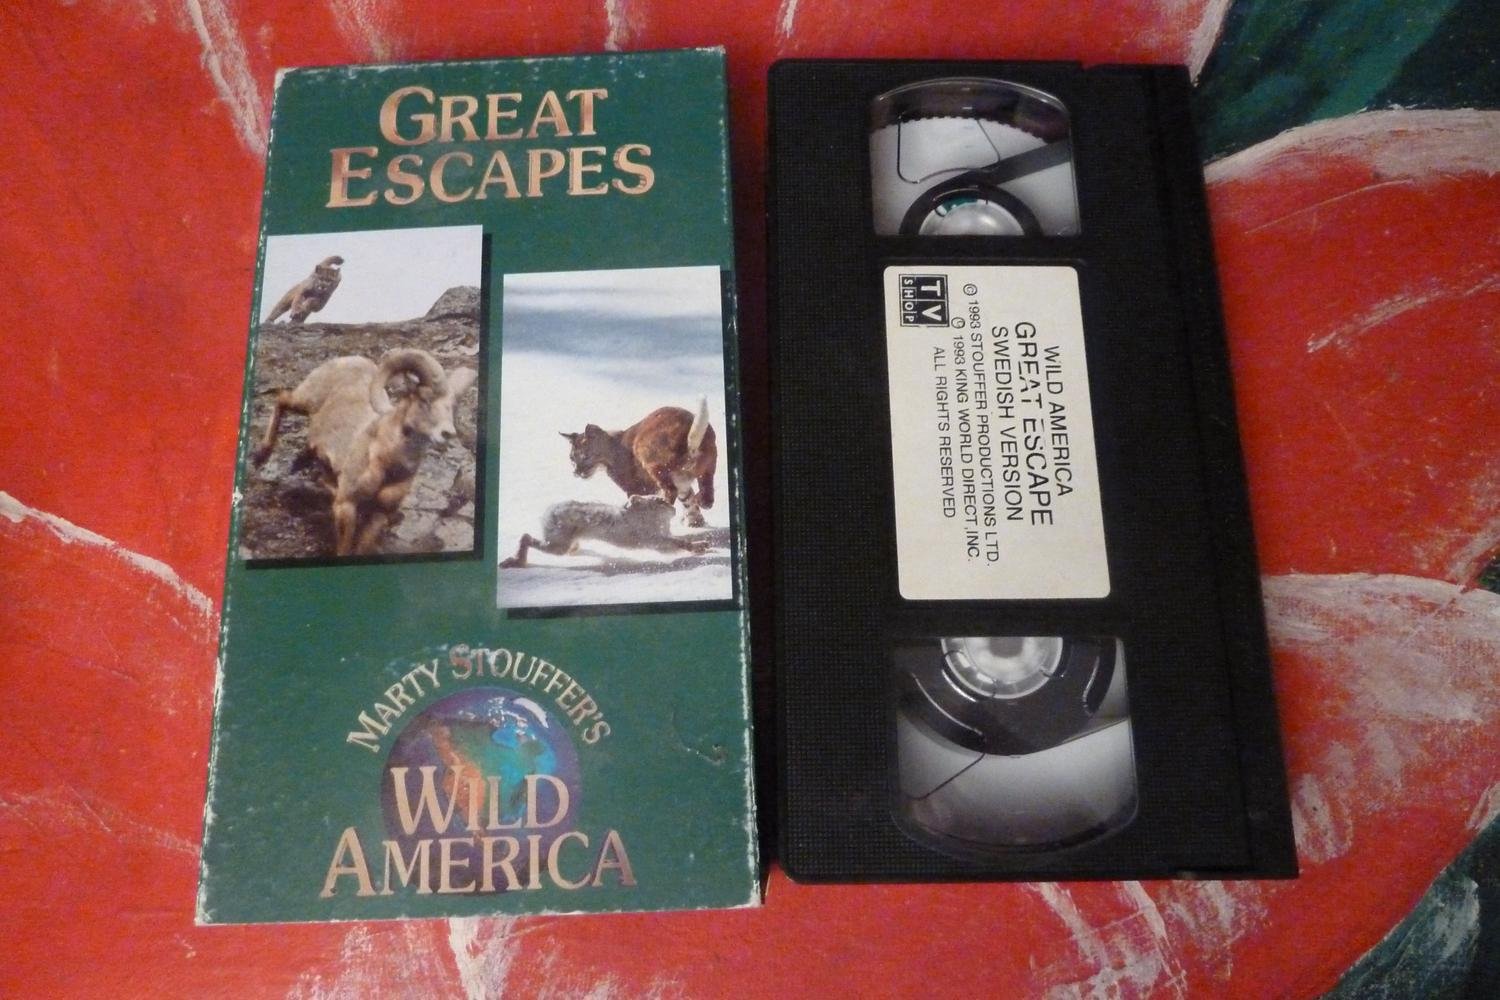 GREAT
ESCAPES
MARTY STOUFFER'S
WILD
AMERICA
TV
SHOP
WILD AMERICA
GREAT ESCAPE
SWEDISH VERSION
© 1993 STOUFFER PRODUCTIONS LTD.
© 1993 KING WORLD DIRECT, INC.
ALL RIGHTS RESERVED